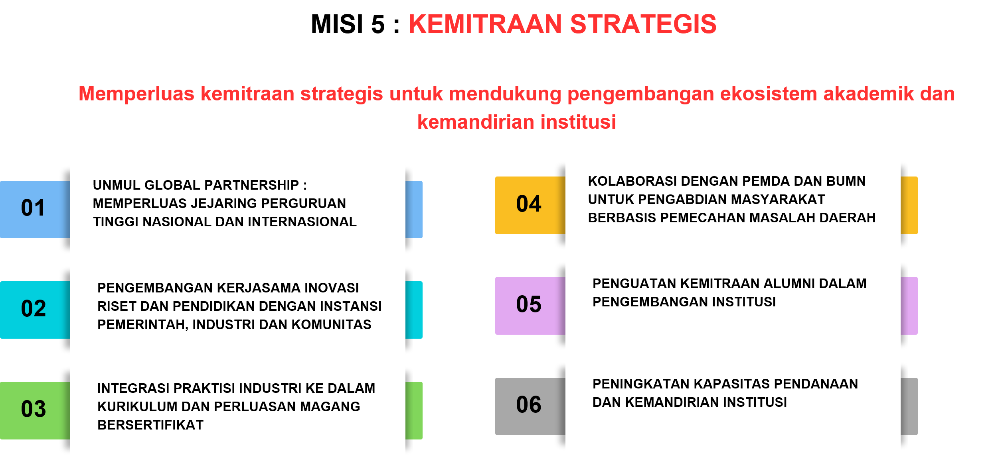 MISI 5 : KEMITRAAN STRATEGIS
Memperluas kemitraan strategis untuk mendukung pengembangan ekosistem akademik dan
kemandirian institusi
01
UNMUL GLOBAL PARTNERSHIP :
MEMPERLUAS JEJARING PERGURUAN
TINGGI NASIONAL DAN INTERNASIONAL
02
PENGEMBANGAN KERJASAMA INOVASI
RISET DAN PENDIDIKAN DENGAN INSTANSI
PEMERINTAH, INDUSTRI DAN KOMUNITAS
03
INTEGRASI PRAKTISI INDUSTRI KE DALAM
KURIKULUM DAN PERLUASAN MAGANG
BERSERTIFIKAT
04
KOLABORASI DENGAN PEMDA DAN BUMN
UNTUK PENGABDIAN MASYARAKAT
BERBASIS PEMECAHAN MASALAH DAERAH
05
PENGUATAN KEMITRAAN ALUMNI DALAM
PENGEMBANGAN INSTITUSI
06
PENINGKATAN KAPASITAS PENDANAAN
DAN KEMANDIRIAN INSTITUSI